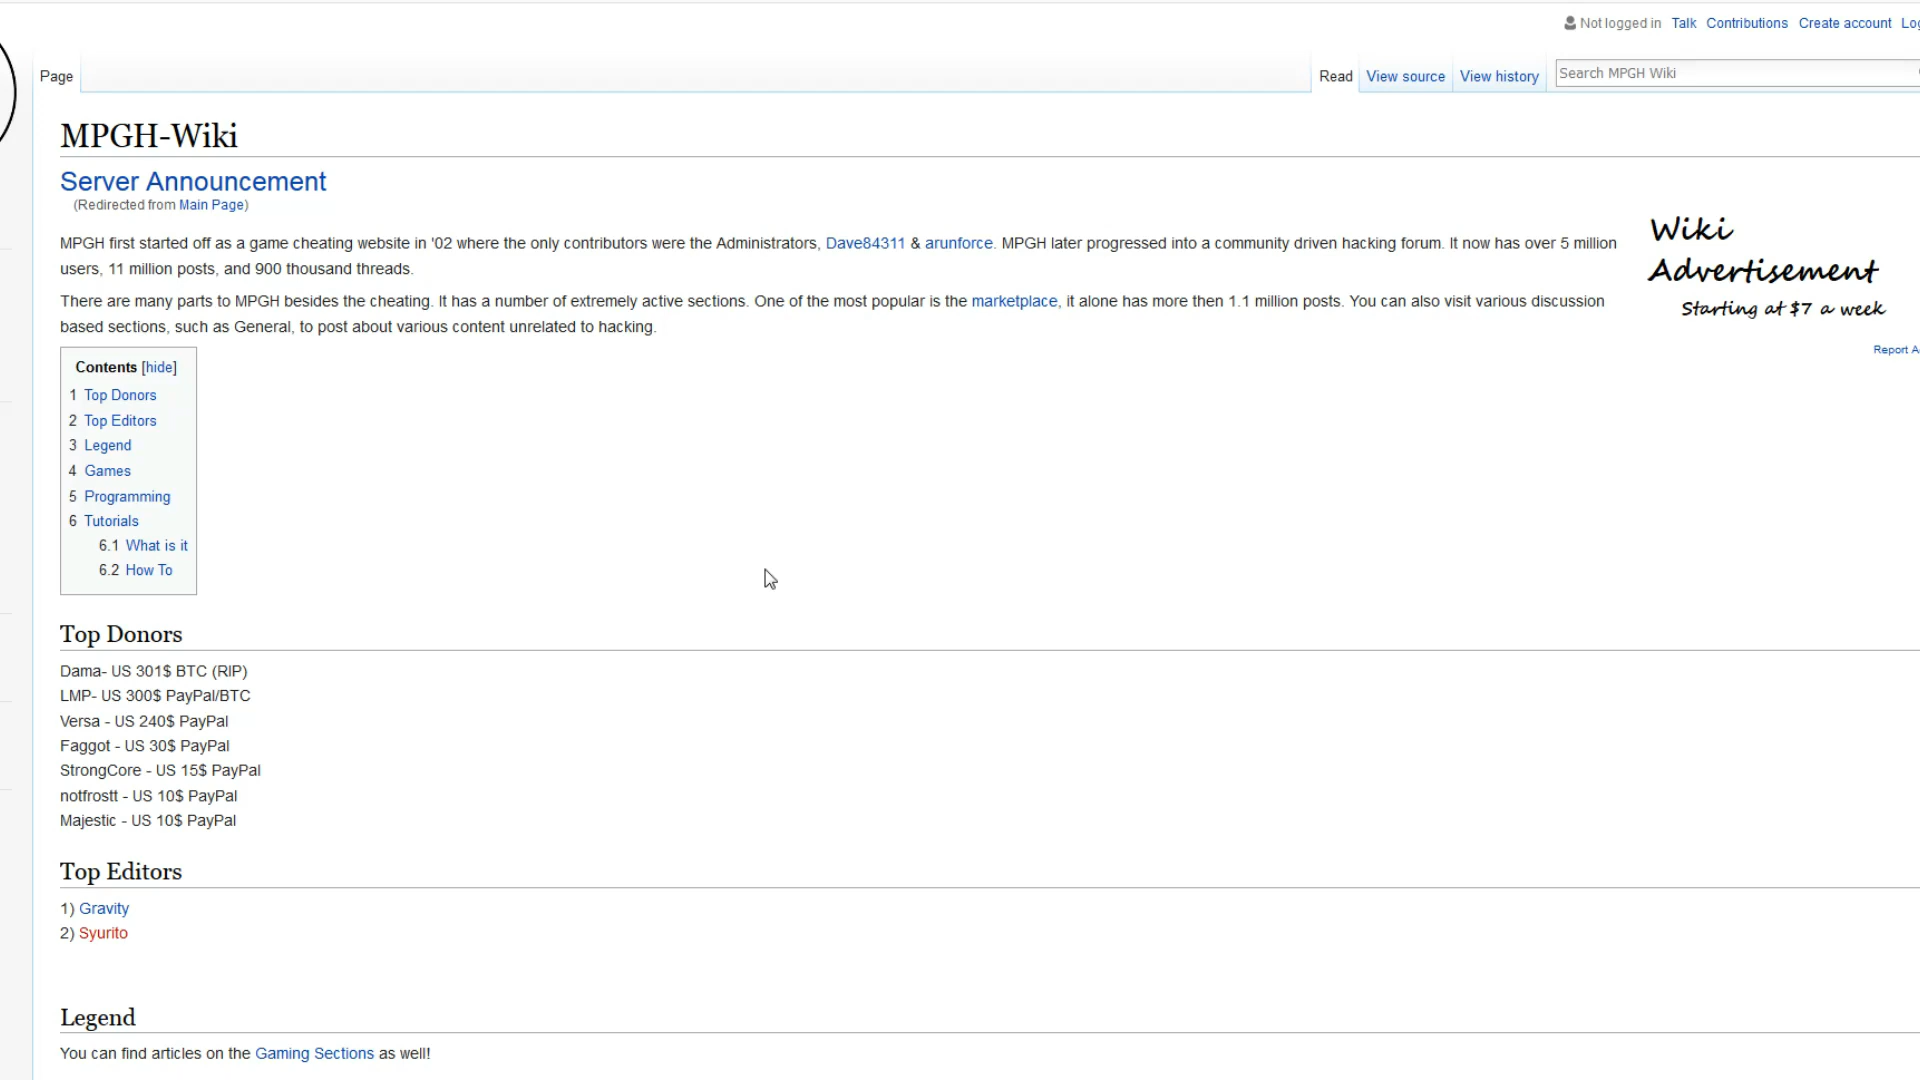 Not logged in Talk Contributions Create account
Page Read View source View history Search MPGH Wiki
MPGH-Wiki
Server Announcement
(Redirected from Main Page)
MPGH first started off as a game cheating website in '02 where the only contributors were the Administrators, Dave84311 & arunforce. MPGH later progressed into a community driven hacking forum. It now has over 5 million
users, 11 million posts, and 900 thousand threads.
There are many parts to MPGH besides the cheating. It has a number of extremely active sections. One of the most popular is the marketplace, it alone has more then 1.1 million posts. You can also visit various discussion
based sections, such as General, to post about various content unrelated to hacking.
Wiki
Advertisement
Starting at $7 a week
Report
Contents [hide]
1 Top Donors
2 Top Editors
3 Legend
4 Games
5 Programming
6 Tutorials
6.1 What is it
6.2 How To
Top Donors
Dama- US 301$ BTC (RIP)
LMP- US 300$ PayPal/BTC
Versa - US 240$ PayPal
Faggot - US 30$ PayPal
StrongCore - US 15$ PayPal
notfrostt - US 10$ PayPal
Majestic - US 10$ PayPal
Top Editors
1) Gravity
2) Syurito
Legend
You can find articles on the Gaming Sections as well!